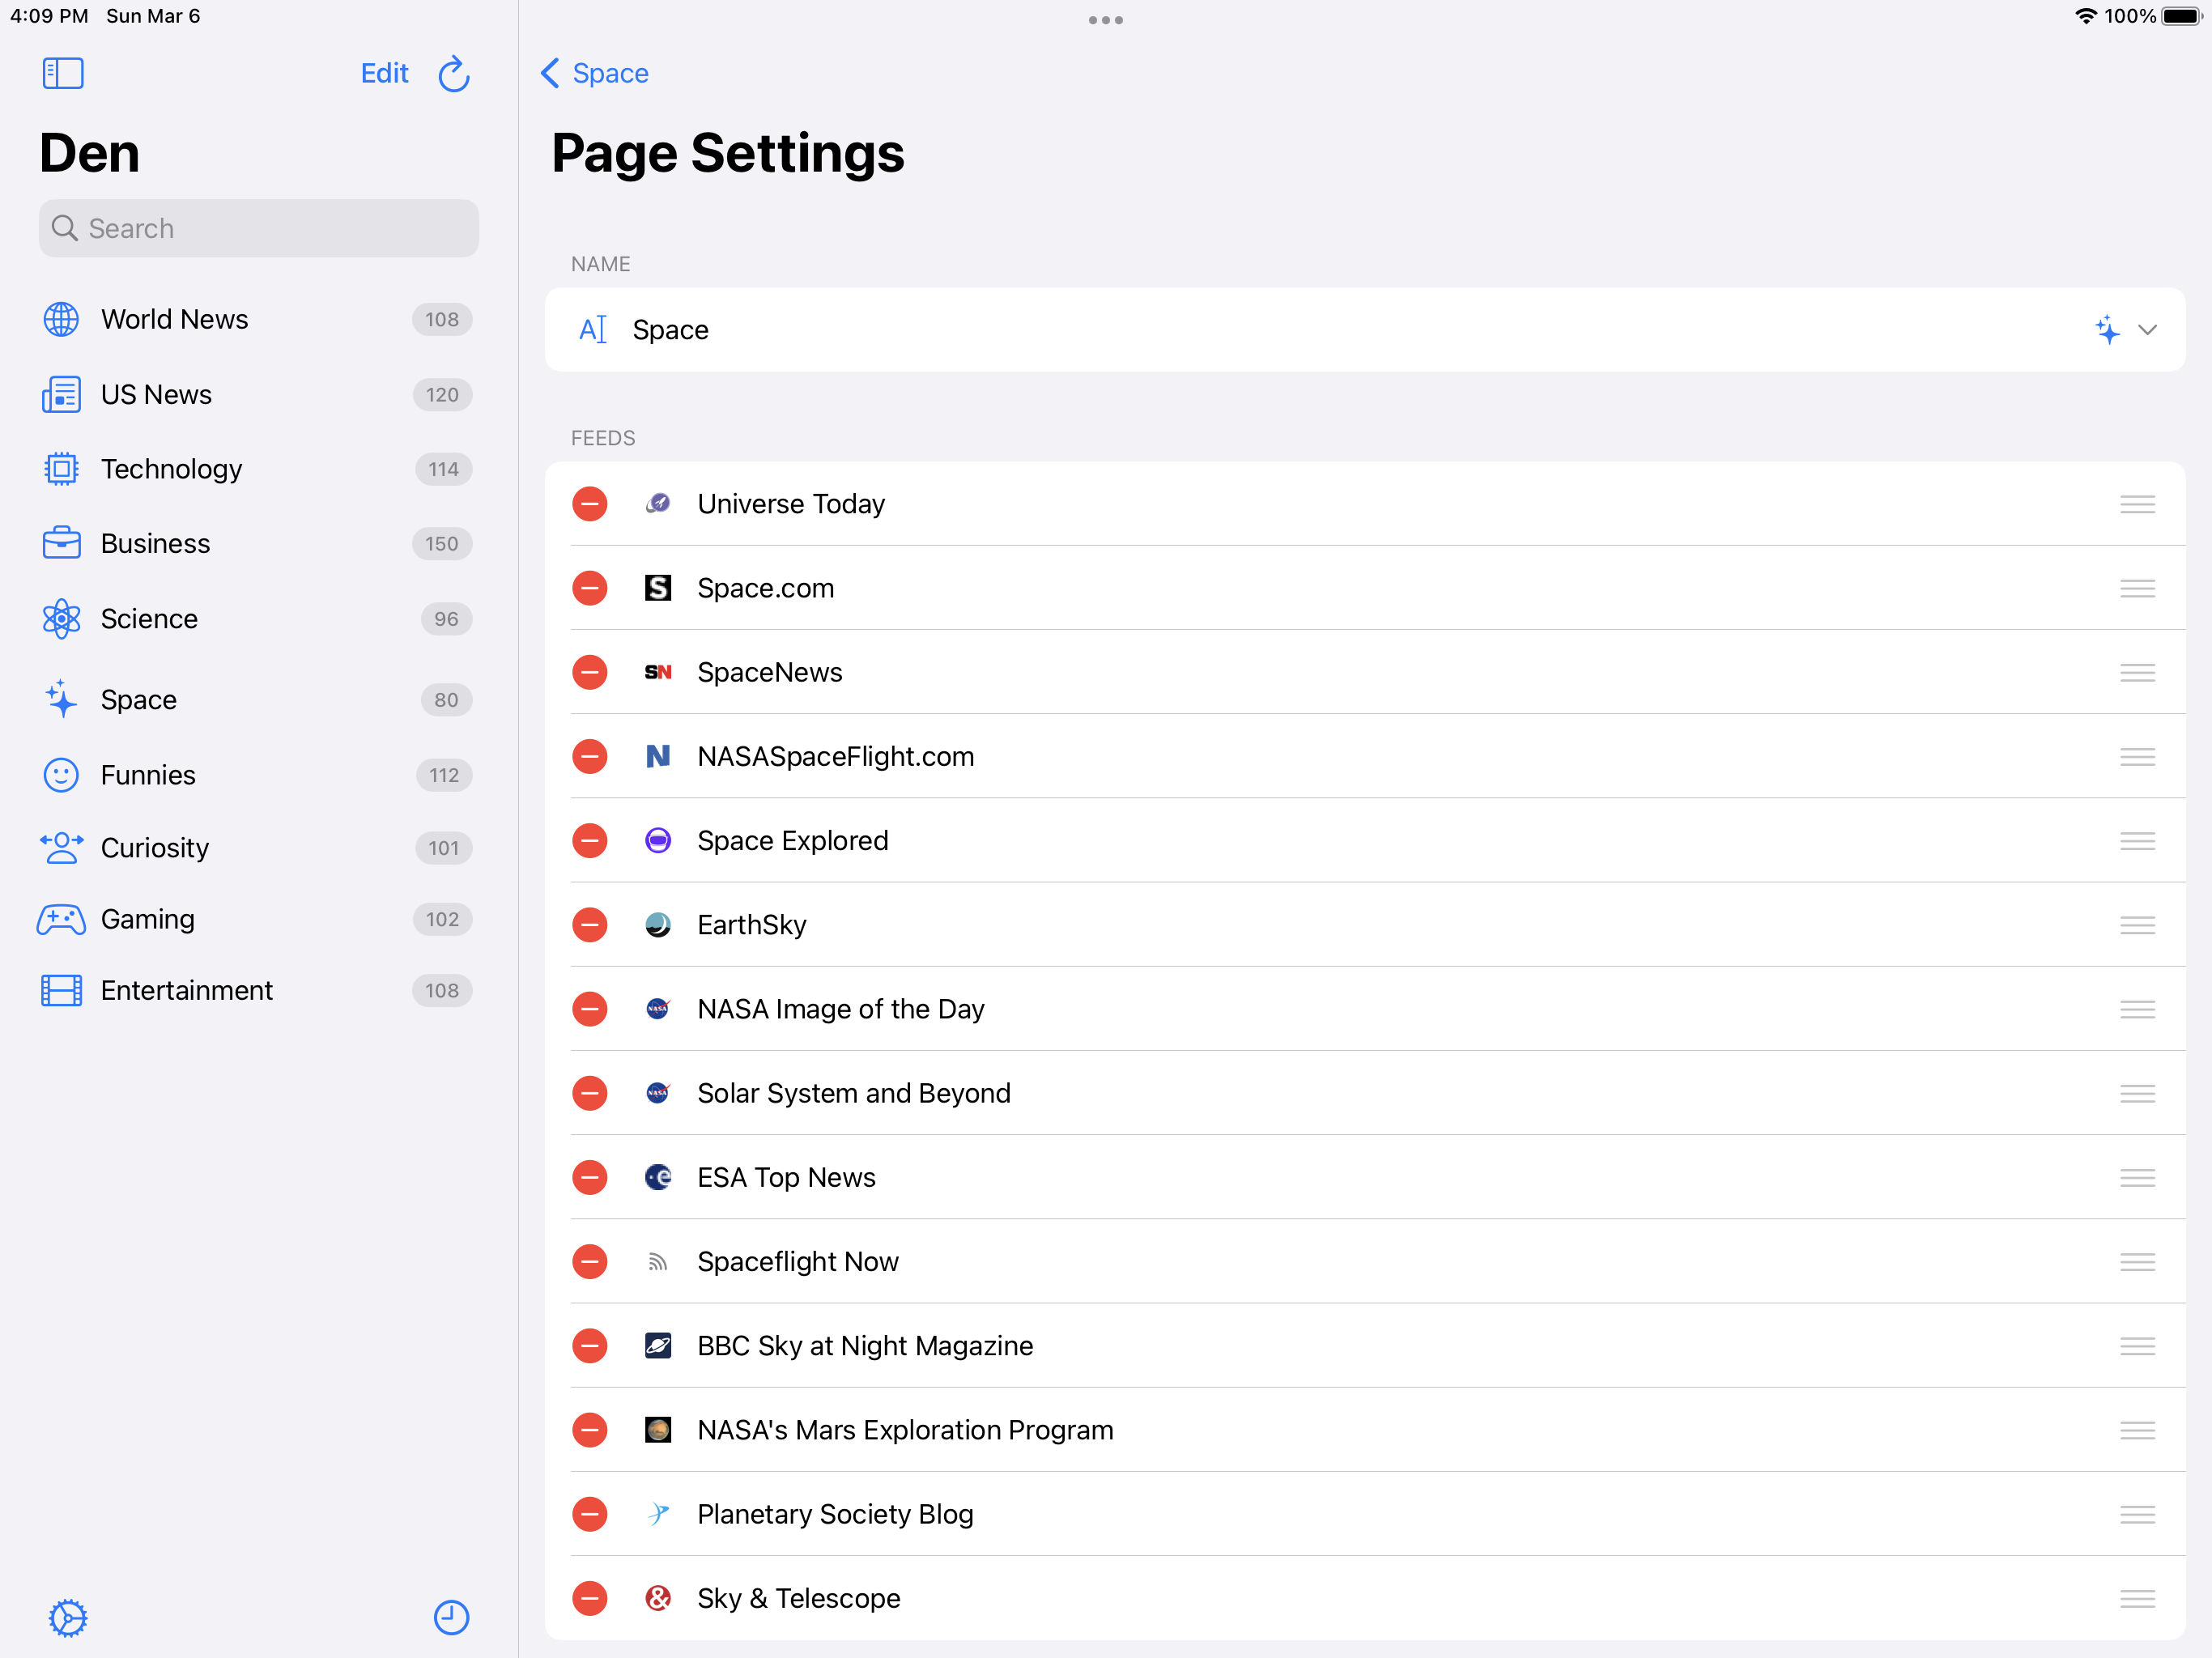 4:09 PM Sun Mar 6
100%
Edit
Den
Search
World News 108
US News 120
Technology 114
Business 150
Science 96
Space 80
Funnies 112
Curiosity 101
Gaming 102
Entertainment 108
Space
Page Settings
NAME
Space
FEEDS
Universe Today
S Space.com
SN SpaceNews
N NASASpaceFlight.com
Space Explored
EarthSky
NASA NASA Image of the Day
NASA Solar System and Beyond
e ESA Top News
Spaceflight Now
BBC Sky at Night Magazine
NASA's Mars Exploration Program
Planetary Society Blog
& Sky & Telescope